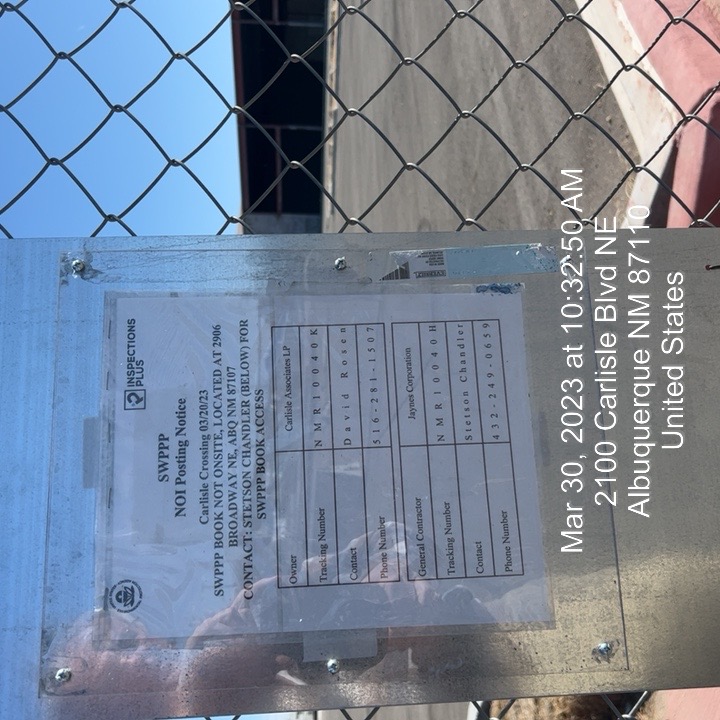 INSPECTIONS
PLUS
SWPPP
NOI Posting Notice
Carlisle Crossing 03/20/23
SWPPP BOOK NOT ONSITE, LOCATED AT 2906
BROADWAY NE, ABQ NM 87107
CONTACT: STETSON CHANDLER (BELOW) FOR
SWPPP BOOK ACCESS
Owner Carlisle Associates LP
Tracking Number NMR10040K
Contact David Rosen
Phone Number 516-281-1507
General Contractor Jaynes Corporation
Tracking Number NMR10040H
Contact Stetson Chandler
Phone Number 432-249-0659
Mar 30, 2023 at 10:32:50 AM
2100 Carlisle Blvd NE
Albuquerque NM 87110
United States